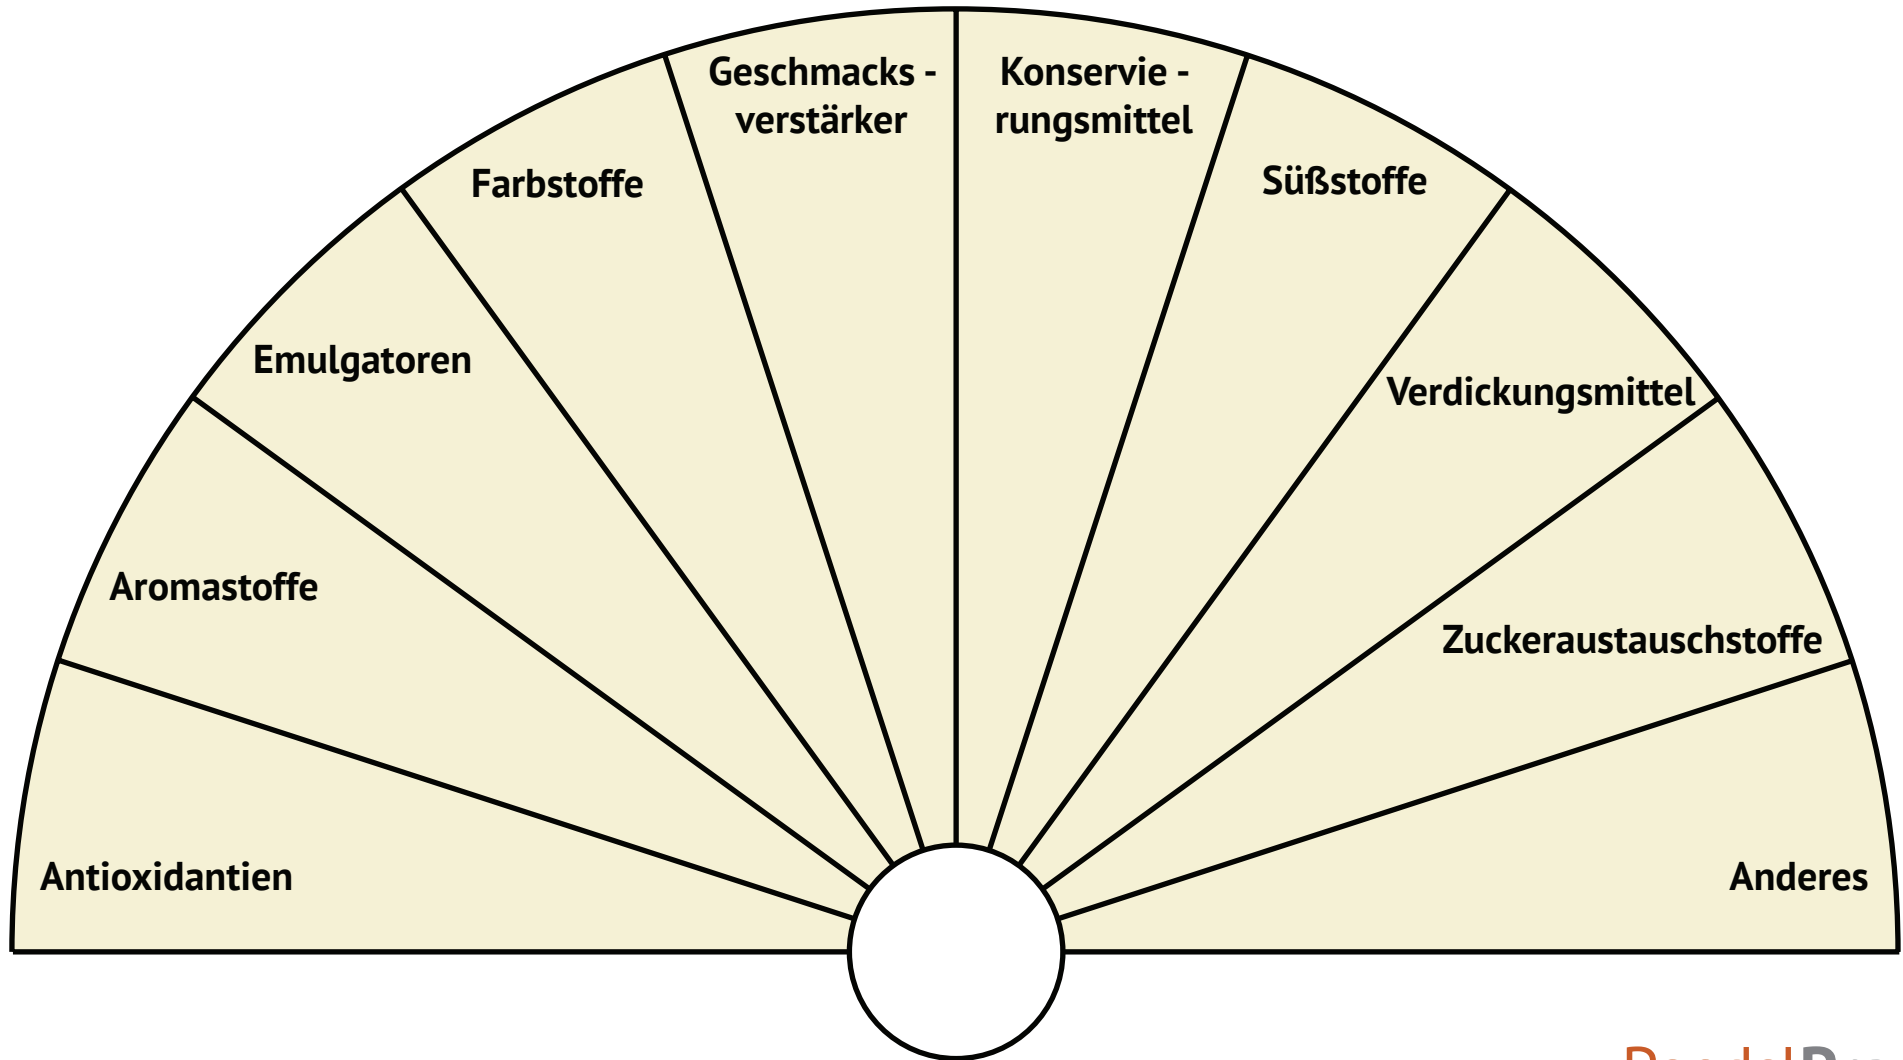 Geschmacks -
verstärker
Konservie -
rungsmittel
Farbstoffe
Süßstoffe
Emulgatoren
Verdickungsmittel
Aromastoffe
Zuckeraustauschstoffe
Antioxidantien
Anderes